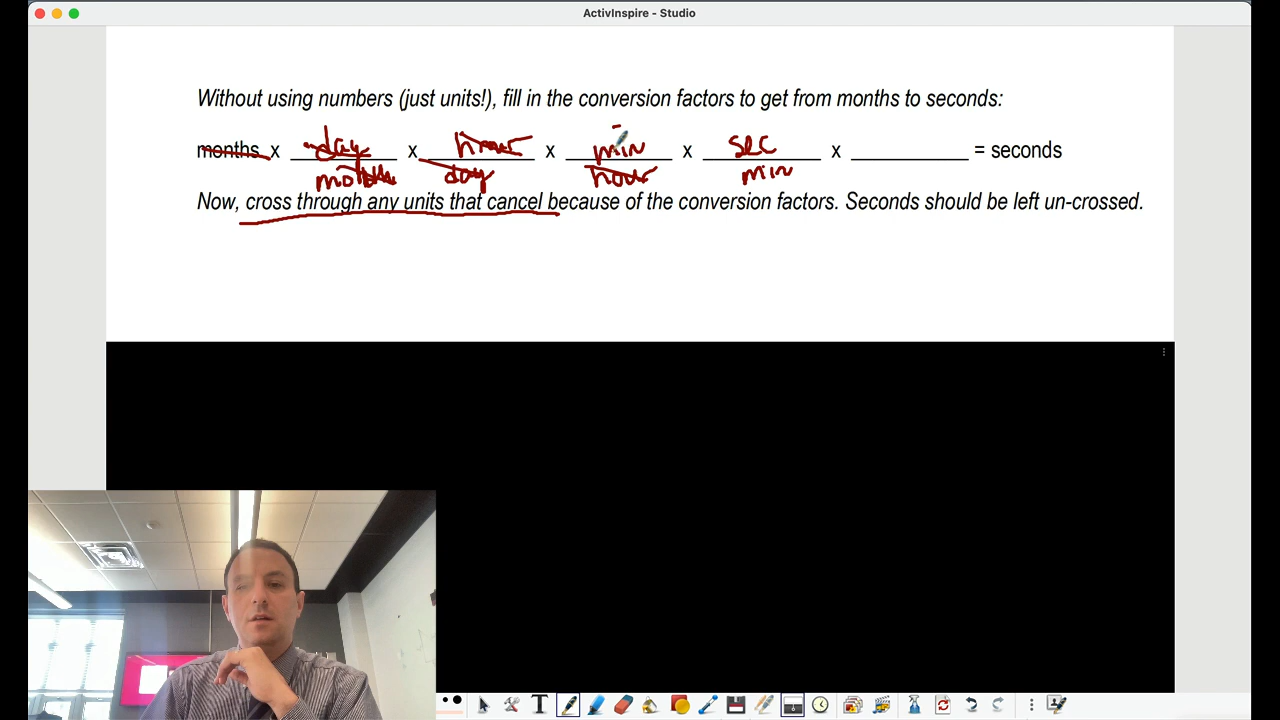 ActivInspire - Studio
Without using numbers (just units!), fill in the conversion factors to get from months to seconds:
months x day x hour x min x sec x = seconds
month day hour min
Now, cross through any units that cancel because of the conversion factors. Seconds should be left un-crossed.
T